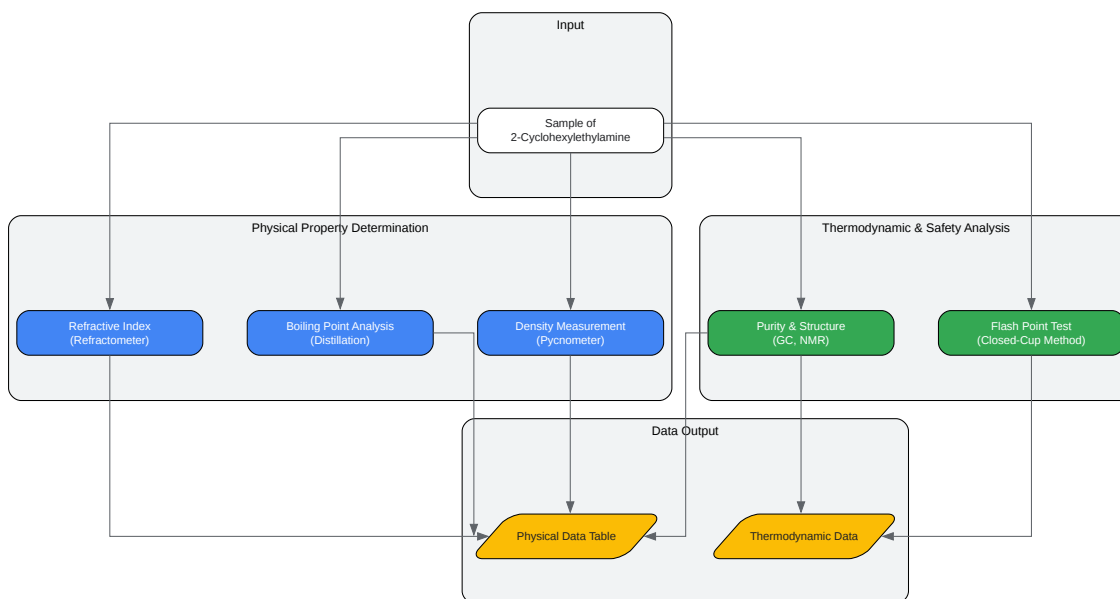 Input
Sample of
2-Cyclohexylethylamine
Physical Property Determination
Thermodynamic & Safety Analysis
Refractive Index
(Refractometer)
Boiling Point Analysis
(Distillation)
Density Measurement
(Pycnometer)
Purity & Structure
(GC, NMR)
Flash Point Test
(Closed-Cup Method)
Data Output
Physical Data Table
Thermodynamic Data